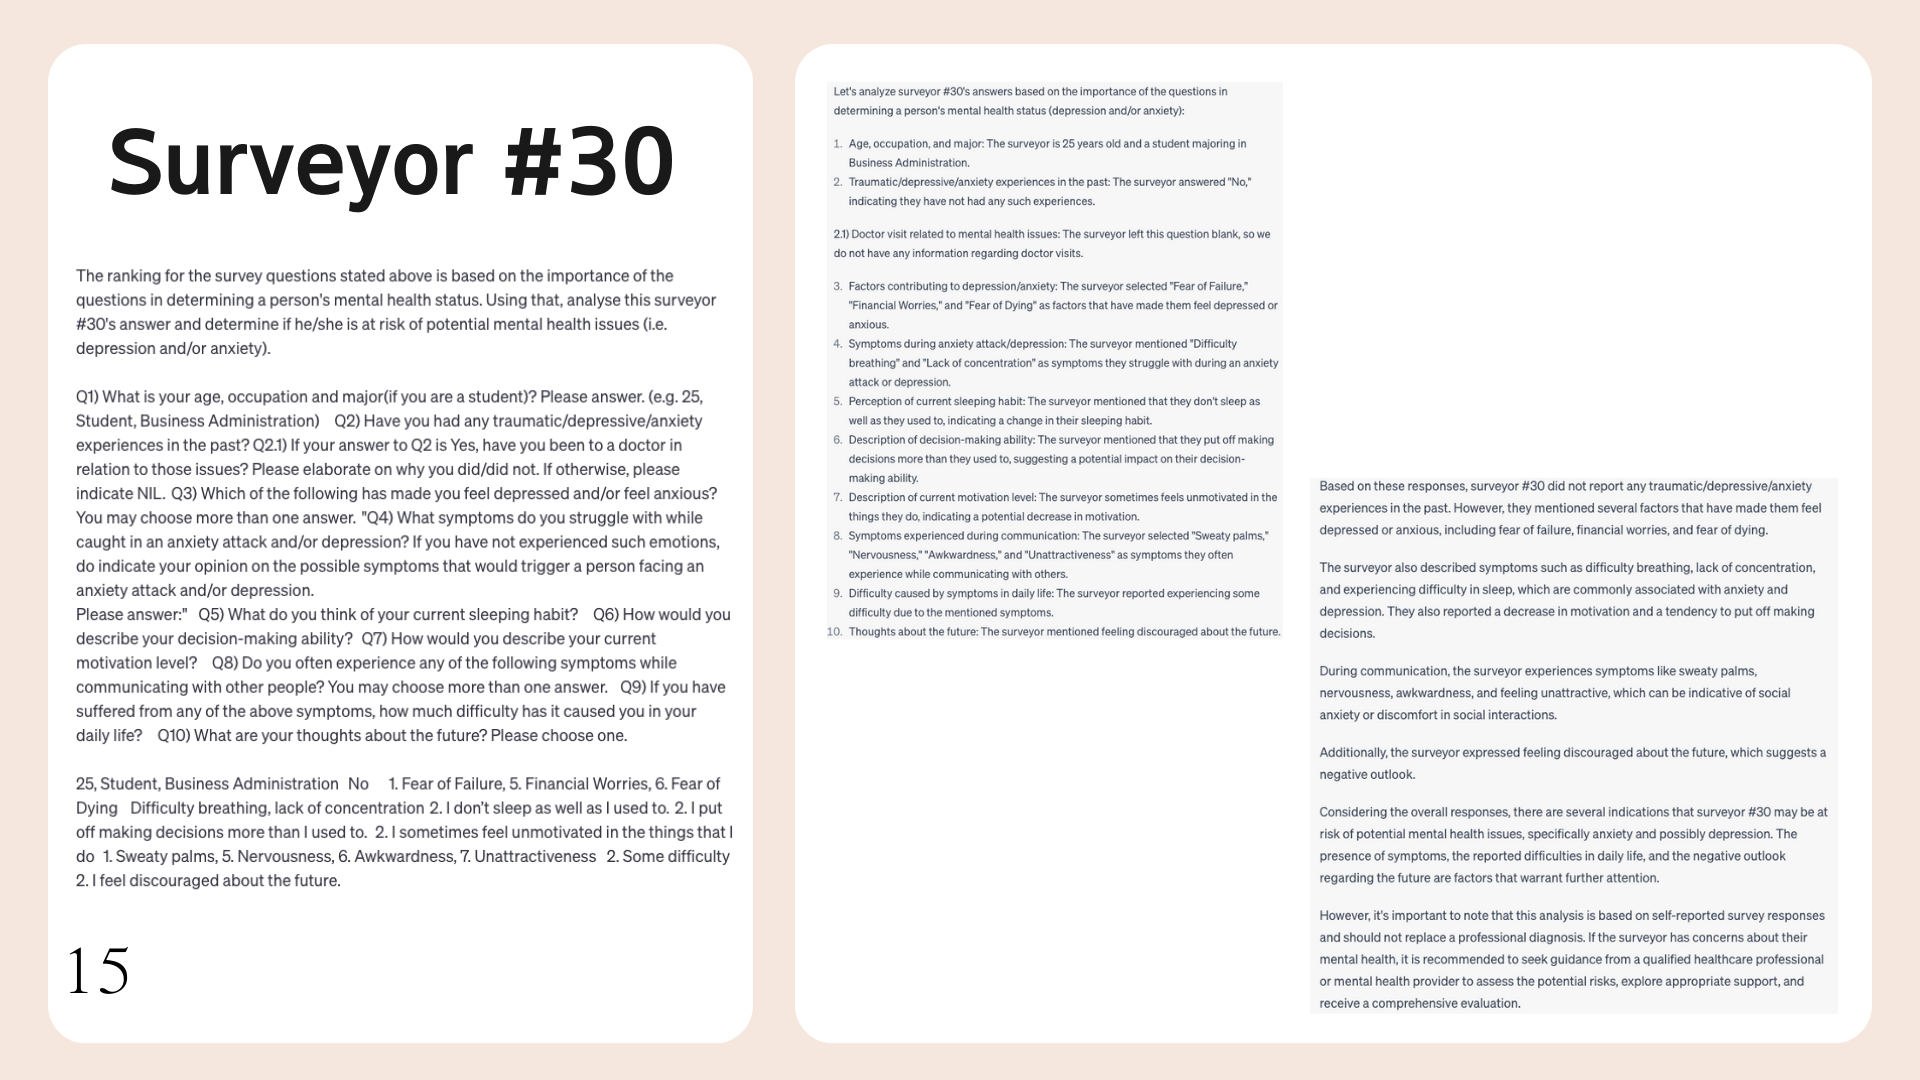 Surveyor #30
The ranking for the survey questions stated above is based on the importance of the
questions in determining a person's mental health status. Using that, analyse this surveyor
#30's answer and determine if he/she is at risk of potential mental health issues (i.e.
depression and/or anxiety).
Q1) What is your age, occupation and major(if you are a student)? Please answer. (e.g. 25,
Student, Business Administration) Q2) Have you had any traumatic/depressive/anxiety
experiences in the past? Q2.1) If your answer to Q2 is Yes, have you been to a doctor in
relation to those issues? Please elaborate on why you did/did not. If otherwise, please
indicate NIL. Q3) Which of the following has made you feel depressed and/or feel anxious?
You may choose more than one answer. "Q4) What symptoms do you struggle with while
caught in an anxiety attack and/or depression? If you have not experienced such emotions,
do indicate your opinion on the possible symptoms that would trigger a person facing an
anxiety attack and/or depression.
Please answer:" Q5) What do you think of your current sleeping habit? Q6) How would you
describe your decision-making ability? Q7) How would you describe your current
motivation level? Q8) Do you often experience any of the following symptoms while
communicating with other people? You may choose more than one answer. Q9) If you have
suffered from any of the above symptoms, how much difficulty has it caused you in your
daily life? Q10) What are your thoughts about the future? Please choose one.
25, Student, Business Administration No 1. Fear of Failure, 5. Financial Worries, 6. Fear of
Dying Difficulty breathing, lack of concentration 2. I don’t sleep as well as I used to. 2. I put
off making decisions more than I used to. 2. I sometimes feel unmotivated in the things that I
do 1. Sweaty palms, 5. Nervousness, 6. Awkwardness, 7. Unattractiveness 2. Some difficulty
2. I feel discouraged about the future.
15
Let's analyze surveyor #30's answers based on the importance of the questions in
determining a person's mental health status (depression and/or anxiety):
1. Age, occupation, and major: The surveyor is 25 years old and a student majoring in
Business Administration.
2. Traumatic/depressive/anxiety experiences in the past: The surveyor answered "No,"
indicating they have not had any such experiences.
2.1) Doctor visit related to mental health issues: The surveyor left this question blank, so we
do not have any information regarding doctor visits.
3. Factors contributing to depression/anxiety: The surveyor selected "Fear of Failure,"
"Financial Worries," and "Fear of Dying" as factors that have made them feel depressed or
anxious.
4. Symptoms during anxiety attack/depression: The surveyor mentioned "Difficulty
breathing" and "Lack of concentration" as symptoms they struggle with during an anxiety
attack or depression.
5. Perception of current sleeping habit: The surveyor mentioned that they don't sleep as
well as they used to, indicating a change in their sleeping habit.
6. Description of decision-making ability: The surveyor mentioned that they put off making
decisions more than they used to, suggesting a potential impact on their decision-
making ability.
7. Description of current motivation level: The surveyor sometimes feels unmotivated in the
things they do, indicating a potential decrease in motivation.
8. Symptoms experienced during communication: The surveyor selected "Sweaty palms,"
"Nervousness," "Awkwardness," and "Unattractiveness" as symptoms they often
experience while communicating with others.
9. Difficulty caused by symptoms in daily life: The surveyor reported experiencing some
difficulty due to the mentioned symptoms.
10. Thoughts about the future: The surveyor mentioned feeling discouraged about the future.
Based on these responses, surveyor #30 did not report any traumatic/depressive/anxiety
experiences in the past. However, they mentioned several factors that have made them feel
depressed or anxious, including fear of failure, financial worries, and fear of dying.
The surveyor also described symptoms such as difficulty breathing, lack of concentration,
and experiencing difficulty in sleep, which are commonly associated with anxiety and
depression. They also reported a decrease in motivation and a tendency to put off making
decisions.
During communication, the surveyor experiences symptoms like sweaty palms,
nervousness, awkwardness, and feeling unattractive, which can be indicative of social
anxiety or discomfort in social interactions.
Additionally, the surveyor expressed feeling discouraged about the future, which suggests a
negative outlook.
Considering the overall responses, there are several indications that surveyor #30 may be at
risk of potential mental health issues, specifically anxiety and possibly depression. The
presence of symptoms, the reported difficulties in daily life, and the negative outlook
regarding the future are factors that warrant further attention.
However, it's important to note that this analysis is based on self-reported survey responses
and should not replace a professional diagnosis. If the surveyor has concerns about their
mental health, it is recommended to seek guidance from a qualified healthcare professional
or mental health provider to assess the potential risks, explore appropriate support, and
receive a comprehensive evaluation.